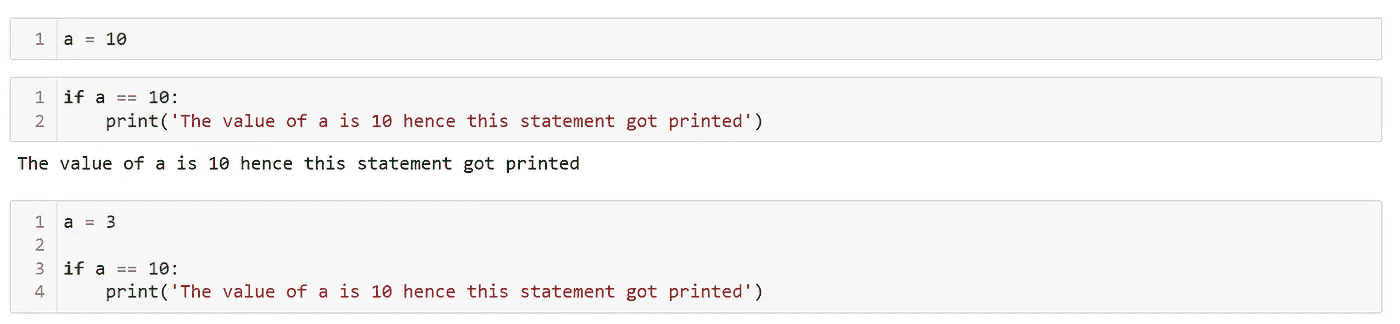 1 a = 10
1 if a == 10:
2     print('The value of a is 10 hence this statement got printed')
The value of a is 10 hence this statement got printed
1 a = 3
2
3 if a == 10:
4     print('The value of a is 10 hence this statement got printed')